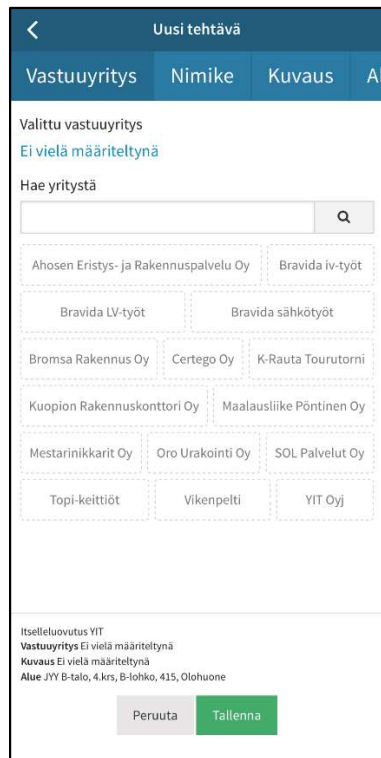 Uusi tehtävä
Vastuuyritys Nimike Kuvaus Al
Valittu vastuuyritys
Ei vielä määriteltynä
Hae yritystä
Ahosen Eristys- ja Rakennuspalvelu Oy Bravida iv-työt
Bravida LV-työt Bravida sähkötyöt
Bromsa Rakennus Oy Certego Oy K-Rauta Tourutorni
Kuopion Rakennuskonttori Oy Maalausliike Pöntinen Oy
Mestarinikkarit Oy Oro Urakointi Oy SOL Palvelut Oy
Topi-keittiöt Vikenpelti YIT Oyj
Itselleluovutus YIT
Vastuuyritys Ei vielä määriteltynä
Kuvaus Ei vielä määriteltynä
Alue JYY B-talo, 4.krs, B-lohko, 415, Olohuone
Peruuta Tallenna